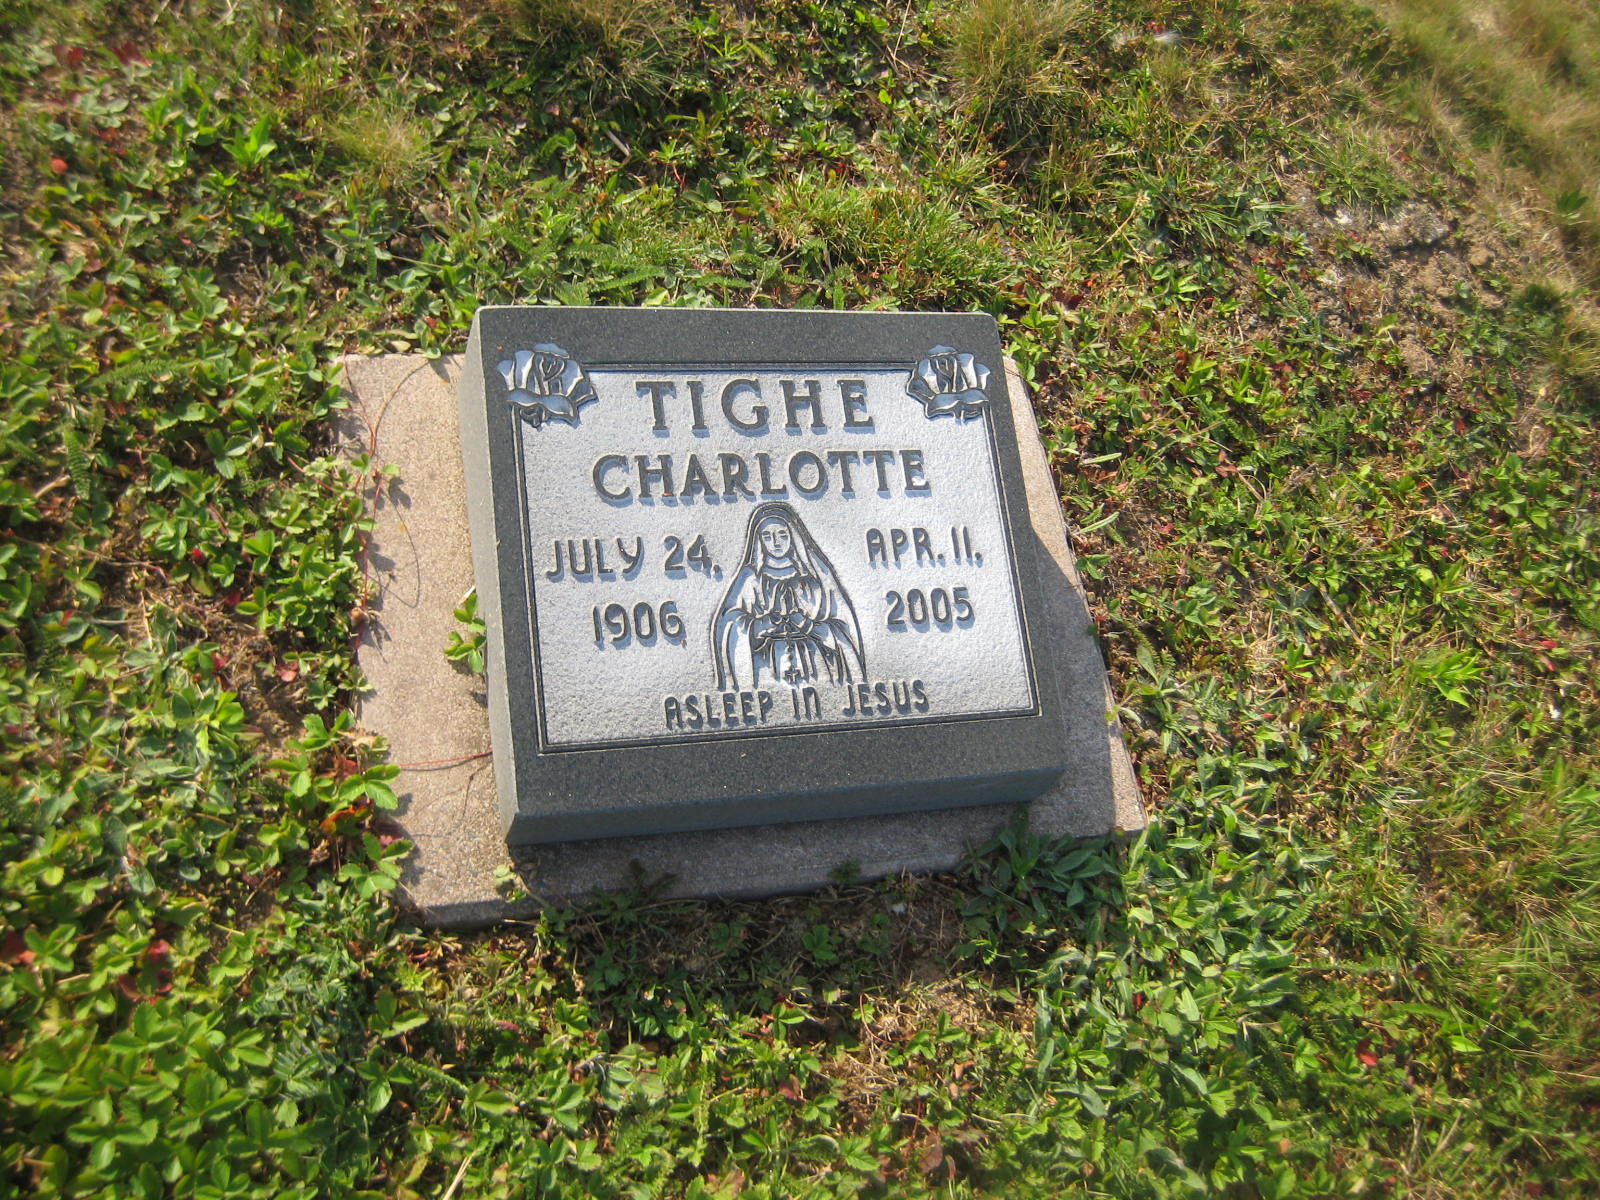 TIGHE
CHARLOTTE
JULY 24, APR. 11,
1906 2005
ASLEEP IN JESUS